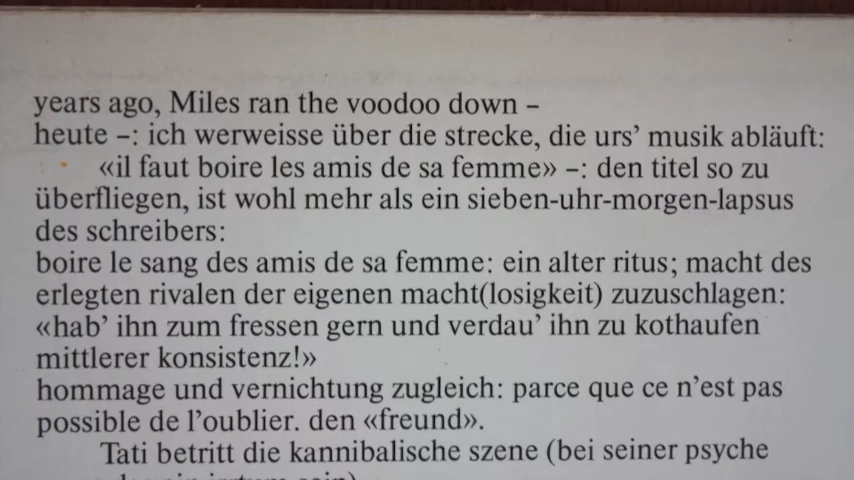 years ago, Miles ran the voodoo down –
heute –: ich werweisse über die strecke, die urs’ musik abläuft:
«il faut boire les amis de sa femme» –: den titel so zu
überfliegen, ist wohl mehr als ein sieben-uhr-morgen-lapsus
des schreibers:
boire le sang des amis de sa femme: ein alter ritus; macht des
erlegten rivalen der eigenen macht(losigkeit) zuzuschlagen:
«hab’ ihn zum fressen gern und verdau’ ihn zu kothaufen
mittlerer konsistenz!»
hommage und vernichtung zugleich: parce que ce n’est pas
possible de l’oublier. den «freund».
Tati betritt die kannibalische szene (bei seiner psyche